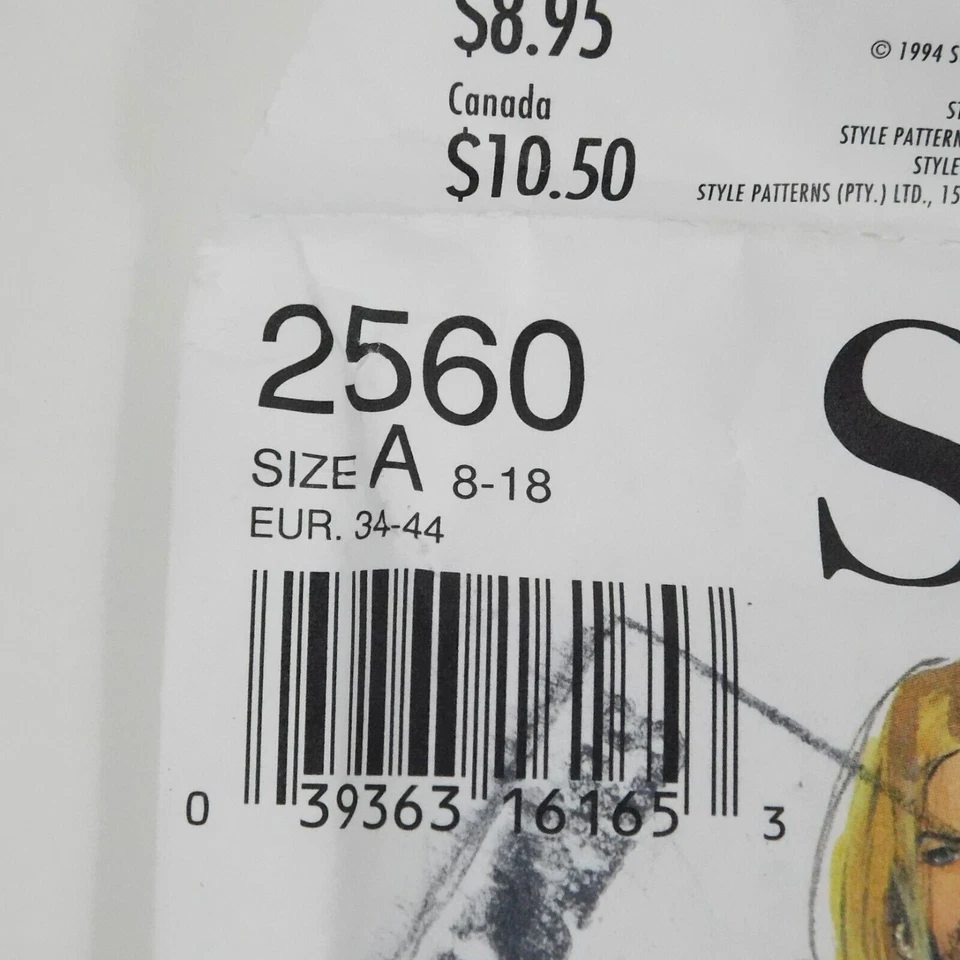 $8.95
Canada
$10.50
© 1994 S
ST
STYLE PATTERN
STYLE
STYLE PATTERNS (PTY.) LTD., 15
2560
SIZE A 8-18
EUR. 34-44
S
0 39363 16165 3